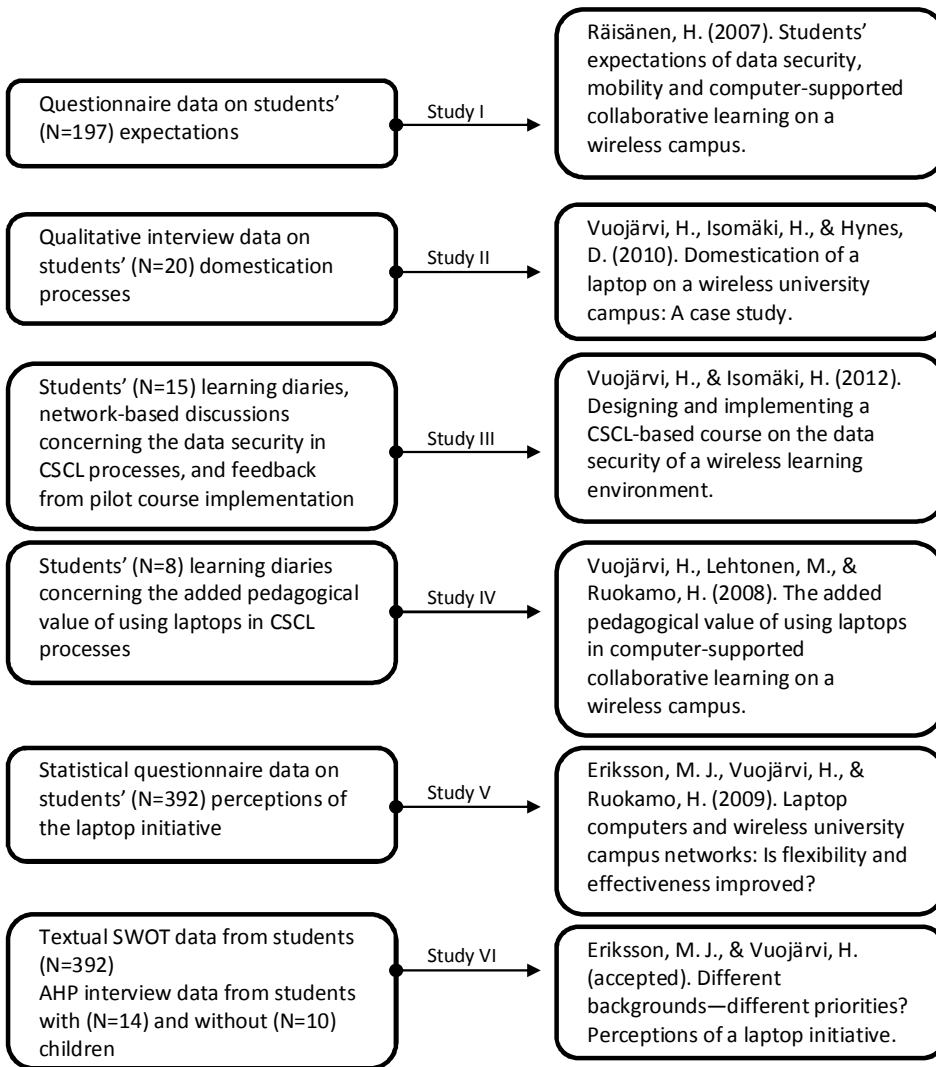 Questionnaire data on students’
(N=197) expectations
Study I
Räisänen, H. (2007). Students’
expectations of data security,
mobility and computer-supported
collaborative learning on a
wireless campus.
Qualitative interview data on
students’ (N=20) domestication
processes
Study II
Vuojärvi, H., Isomäki, H., & Hynes,
D. (2010). Domestication of a
laptop on a wireless university
campus: A case study.
Students’ (N=15) learning diaries,
network-based discussions
concerning the data security in
CSCL processes, and feedback
from pilot course implementation
Study III
Vuojärvi, H., & Isomäki, H. (2012).
Designing and implementing a
CSCL-based course on the data
security of a wireless learning
environment.
Students’ (N=8) learning diaries
concerning the added pedagogical
value of using laptops in CSCL
processes
Study IV
Vuojärvi, H., Lehtonen, M., &
Ruokamo, H. (2008). The added
pedagogical value of using laptops
in computer-supported
collaborative learning on a
wireless campus.
Statistical questionnaire data on
students’ (N=392) perceptions of
the laptop initiative
Study V
Eriksson, M. J., Vuojärvi, H., &
Ruokamo, H. (2009). Laptop
computers and wireless university
campus networks: Is flexibility and
effectiveness improved?
Textual SWOT data from students
(N=392)
AHP interview data from students
with (N=14) and without (N=10)
children
Study VI
Eriksson, M. J., & Vuojärvi, H.
(accepted). Different
backgrounds—different priorities?
Perceptions of a laptop initiative.